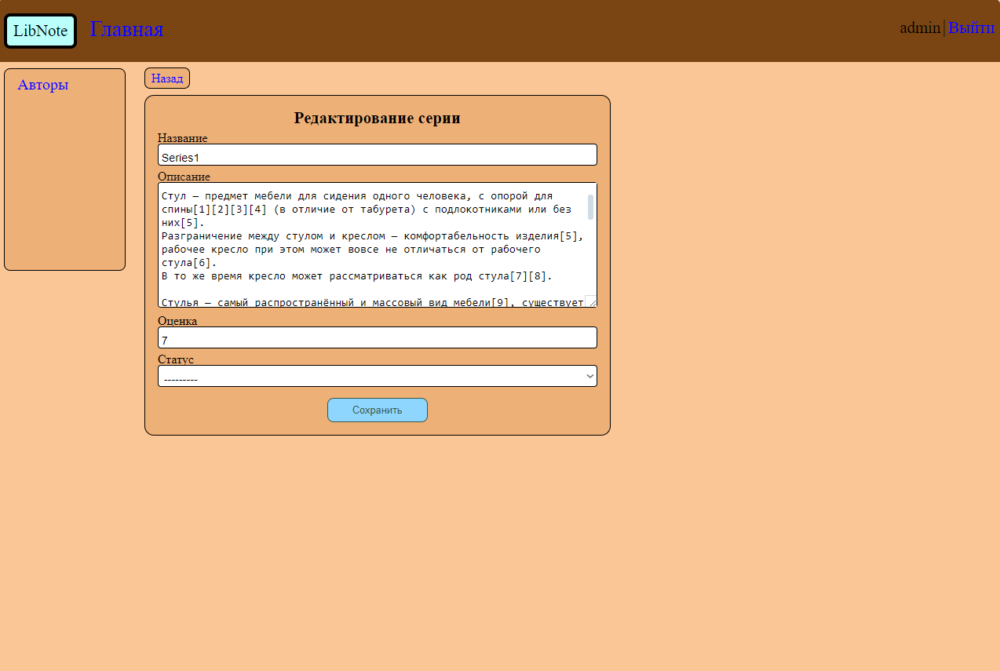 LibNote Главная admin|Выйти
Авторы
Назад
Редактирование серии
Название
Series1
Описание
Стул — предмет мебели для сидения одного человека, с опорой для
спины[1][2][3][4] (в отличие от табурета) с подлокотниками или без
них[5].
Разграничение между стулом и креслом — комфортабельность изделия[5],
рабочее кресло при этом может вовсе не отличаться от рабочего
стула[6].
В то же время кресло может рассматриваться как род стула[7][8].
Стулья — самый распространённый и массовый вид мебели[9], существует
Оценка
7
Статус
---------
Сохранить